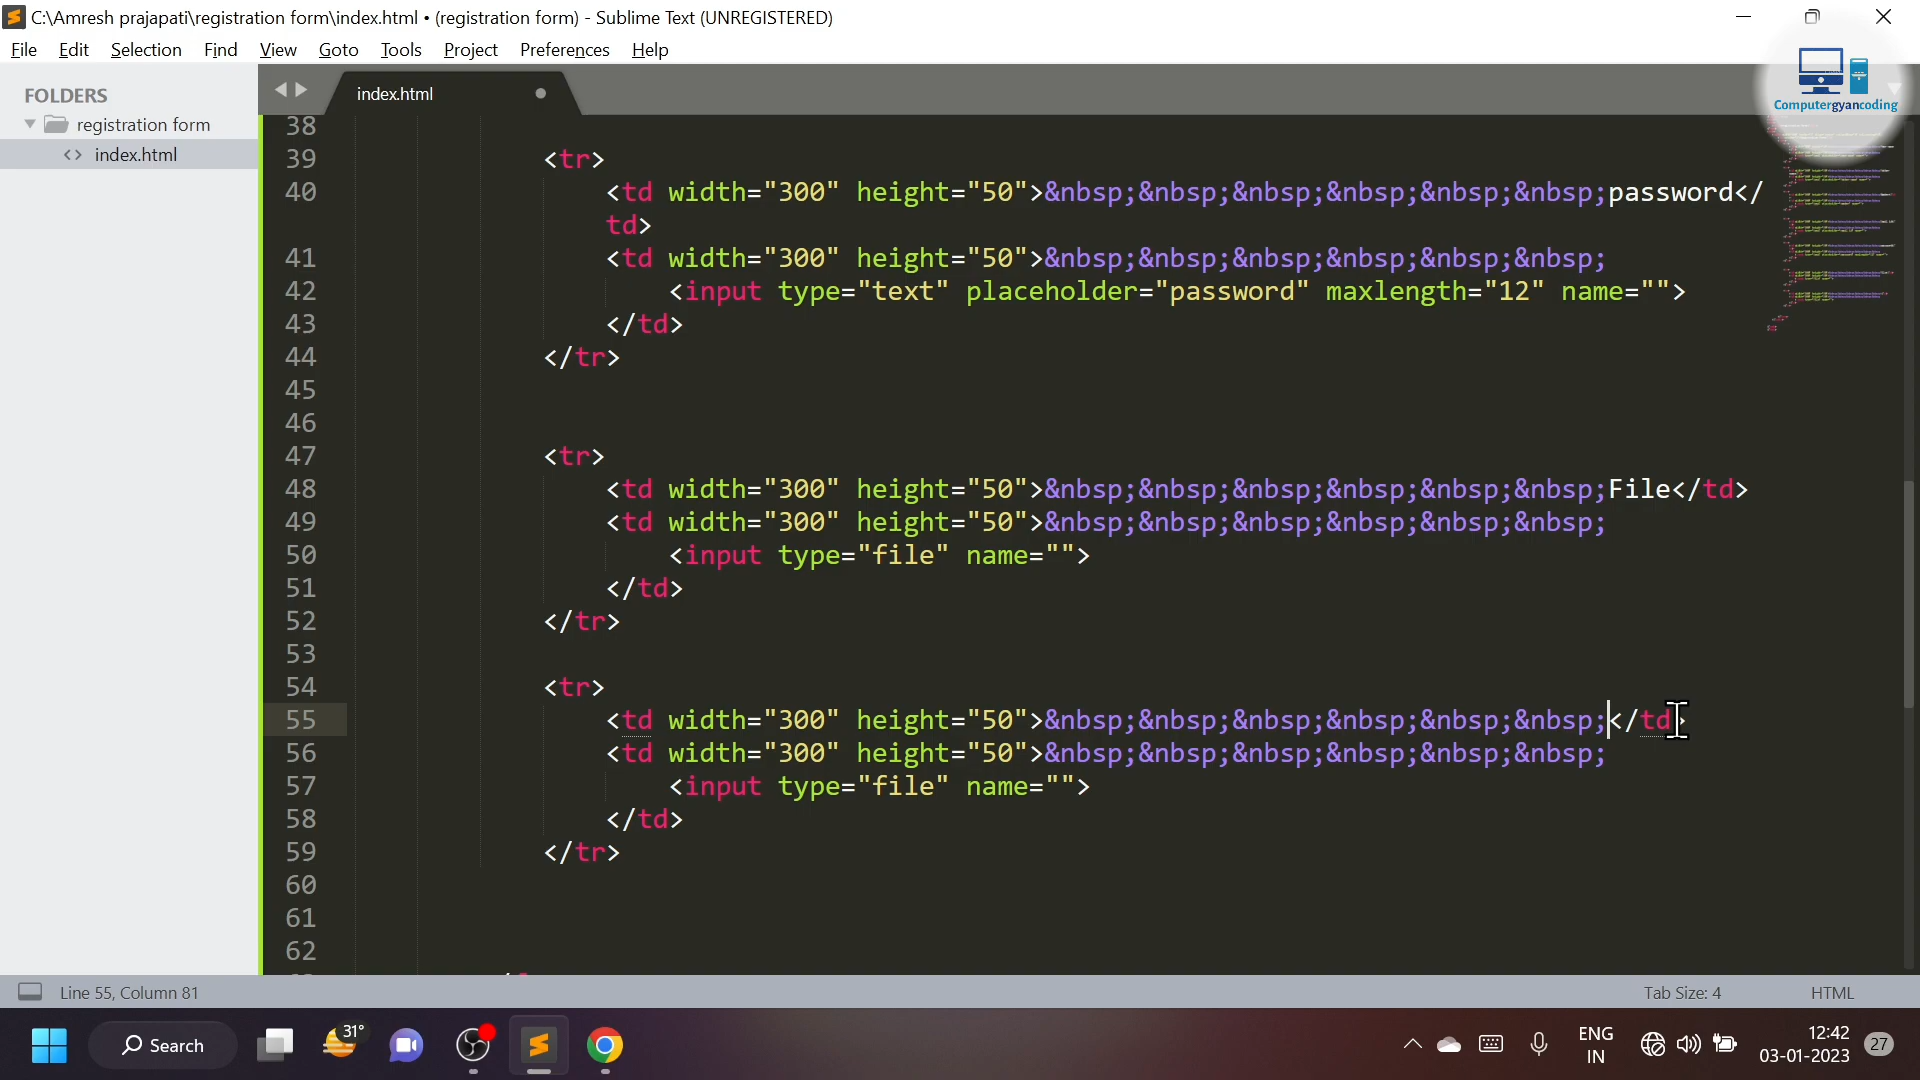 C:\Amresh prajapati\registration form\index.html • (registration form) - Sublime Text (UNREGISTERED)
File Edit Selection Find View Goto Tools Project Preferences Help
Computergyancoding
FOLDERS
registration form
<> index.html
index.html
38
39 <tr>
40 <td width="300" height="50">&nbsp;&nbsp;&nbsp;&nbsp;&nbsp;&nbsp;password</
td>
41 <td width="300" height="50">&nbsp;&nbsp;&nbsp;&nbsp;&nbsp;&nbsp;
42 <input type="text" placeholder="password" maxlength="12" name="">
43 </td>
44 </tr>
45
46
47 <tr>
48 <td width="300" height="50">&nbsp;&nbsp;&nbsp;&nbsp;&nbsp;&nbsp;File</td>
49 <td width="300" height="50">&nbsp;&nbsp;&nbsp;&nbsp;&nbsp;&nbsp;
50 <input type="file" name="">
51 </td>
52 </tr>
53
54 <tr>
55 <td width="300" height="50">&nbsp;&nbsp;&nbsp;&nbsp;&nbsp;&nbsp;</td>
56 <td width="300" height="50">&nbsp;&nbsp;&nbsp;&nbsp;&nbsp;&nbsp;
57 <input type="file" name="">
58 </td>
59 </tr>
60
61
62
Line 55, Column 81 Tab Size: 4 HTML
Search 31° ENG IN 12:42 03-01-2023 27